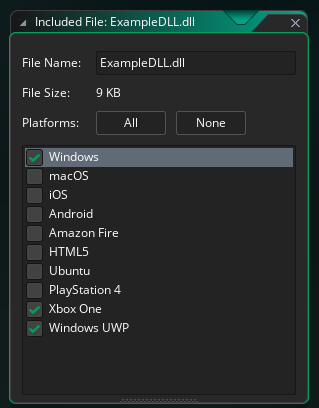 Included File: ExampleDLL.dll
File Name: ExampleDLL.dll
File Size: 9 KB
Platforms: All None
Windows
macOS
iOS
Android
Amazon Fire
HTML5
Ubuntu
PlayStation 4
Xbox One
Windows UWP